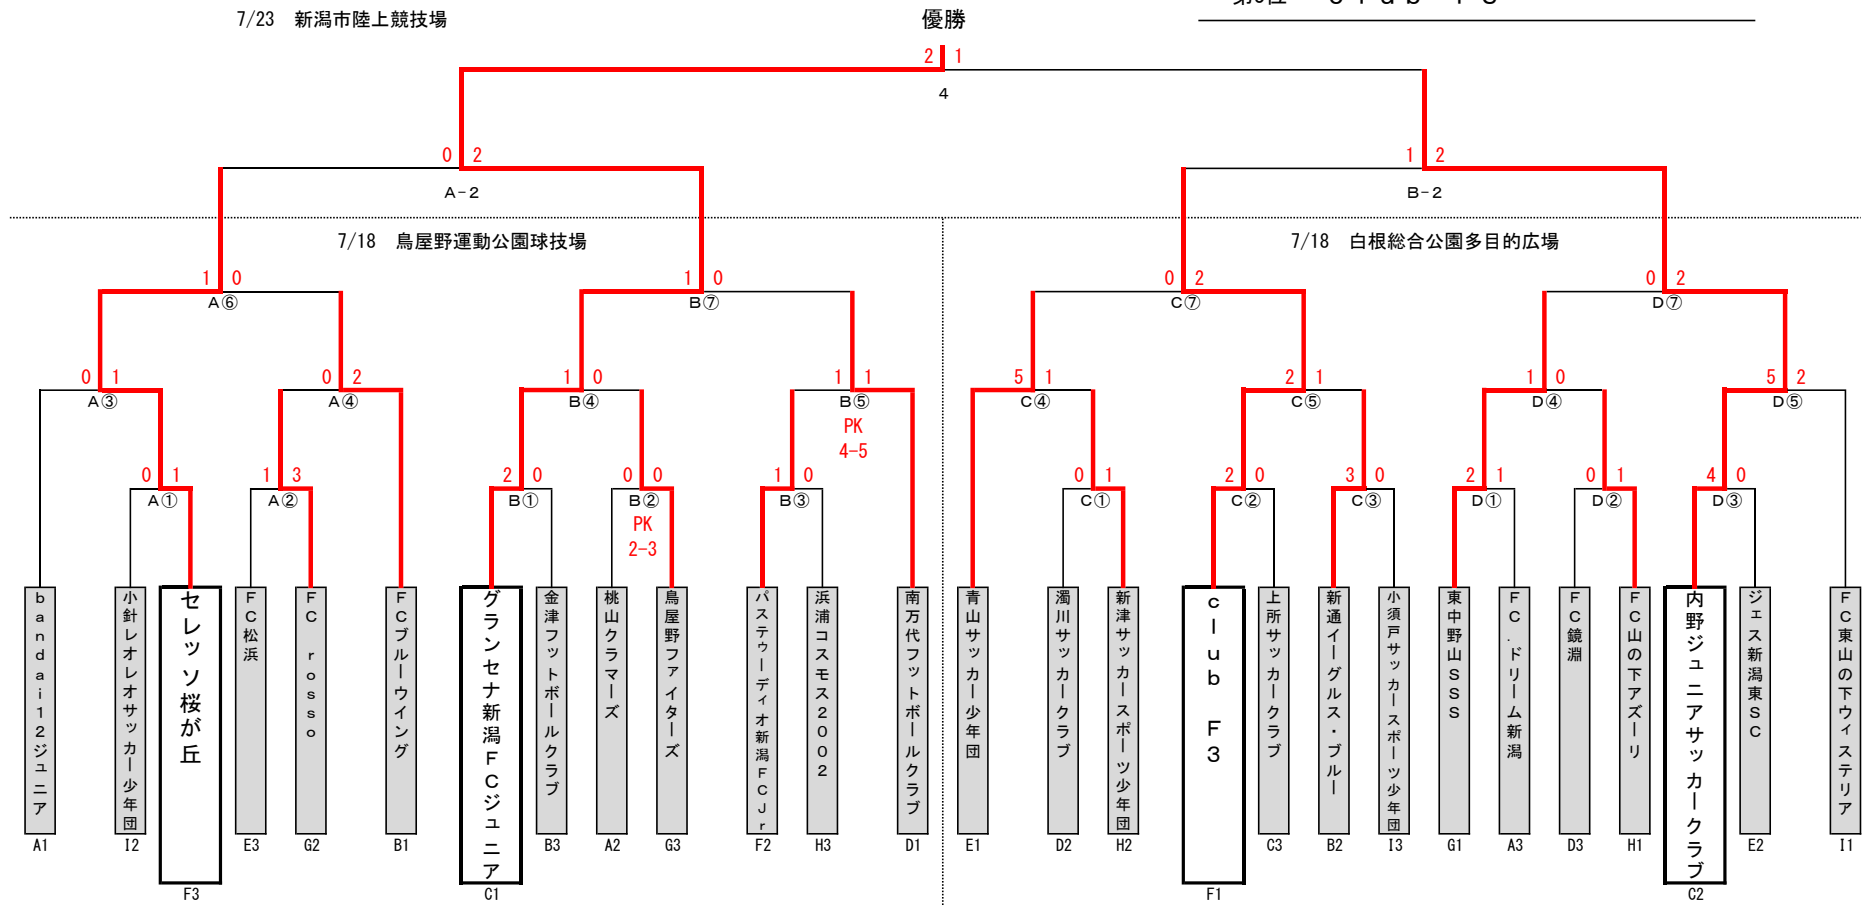 7/23 新潟市陸上競技場
優勝
2 1
4
0 2
A-2
1 2
B-2
7/18 鳥屋野運動公園球技場
7/18 白根総合公園多目的広場
1 0
A⑥
1 0
B⑦
0 2
C⑦
0 2
D⑦
0 1
A③
0 2
A④
1 0
B④
1 1
B⑤
PK
4-5
5 1
C④
2 1
C⑤
1 0
D④
5 2
D⑤
0 1
A①
1 3
A②
2 0
B①
0 0
B②
PK
2-3
1 0
B③
0 1
C①
2 0
C②
3 0
C③
2 1
D①
0 1
D②
4 0
D③
bandai12ジュニア
小針レオレオサッカー少年団
セレッソ桜が丘
FC松浜
FC rosso
FCブルーウイング
グランセナ新潟FCジュニア
金津フットボールクラブ
桃山クラマーズ
鳥屋野ファイターズ
パステゥーディオ新潟FCJr
浜浦コスモス2002
南万代フットボールクラブ
青山サッカー少年団
濁川サッカークラブ
新津サッカースポーツ少年団
club F3
上所サッカークラブ
新通イーグルス・ブルー
小須戸サッカースポーツ少年団
東中野山SSS
FC.ドリーム新潟
FC鏡淵
FC山の下アズーリ
内野ジュニアサッカークラブ
ジェス新潟東SC
FC東山の下ウィステリア
A1
I2
F3
E3
G2
B1
C1
B3
A2
G3
F2
H3
D1
E1
D2
H2
F1
C3
B2
I3
G1
A3
D3
H1
C2
E2
I1